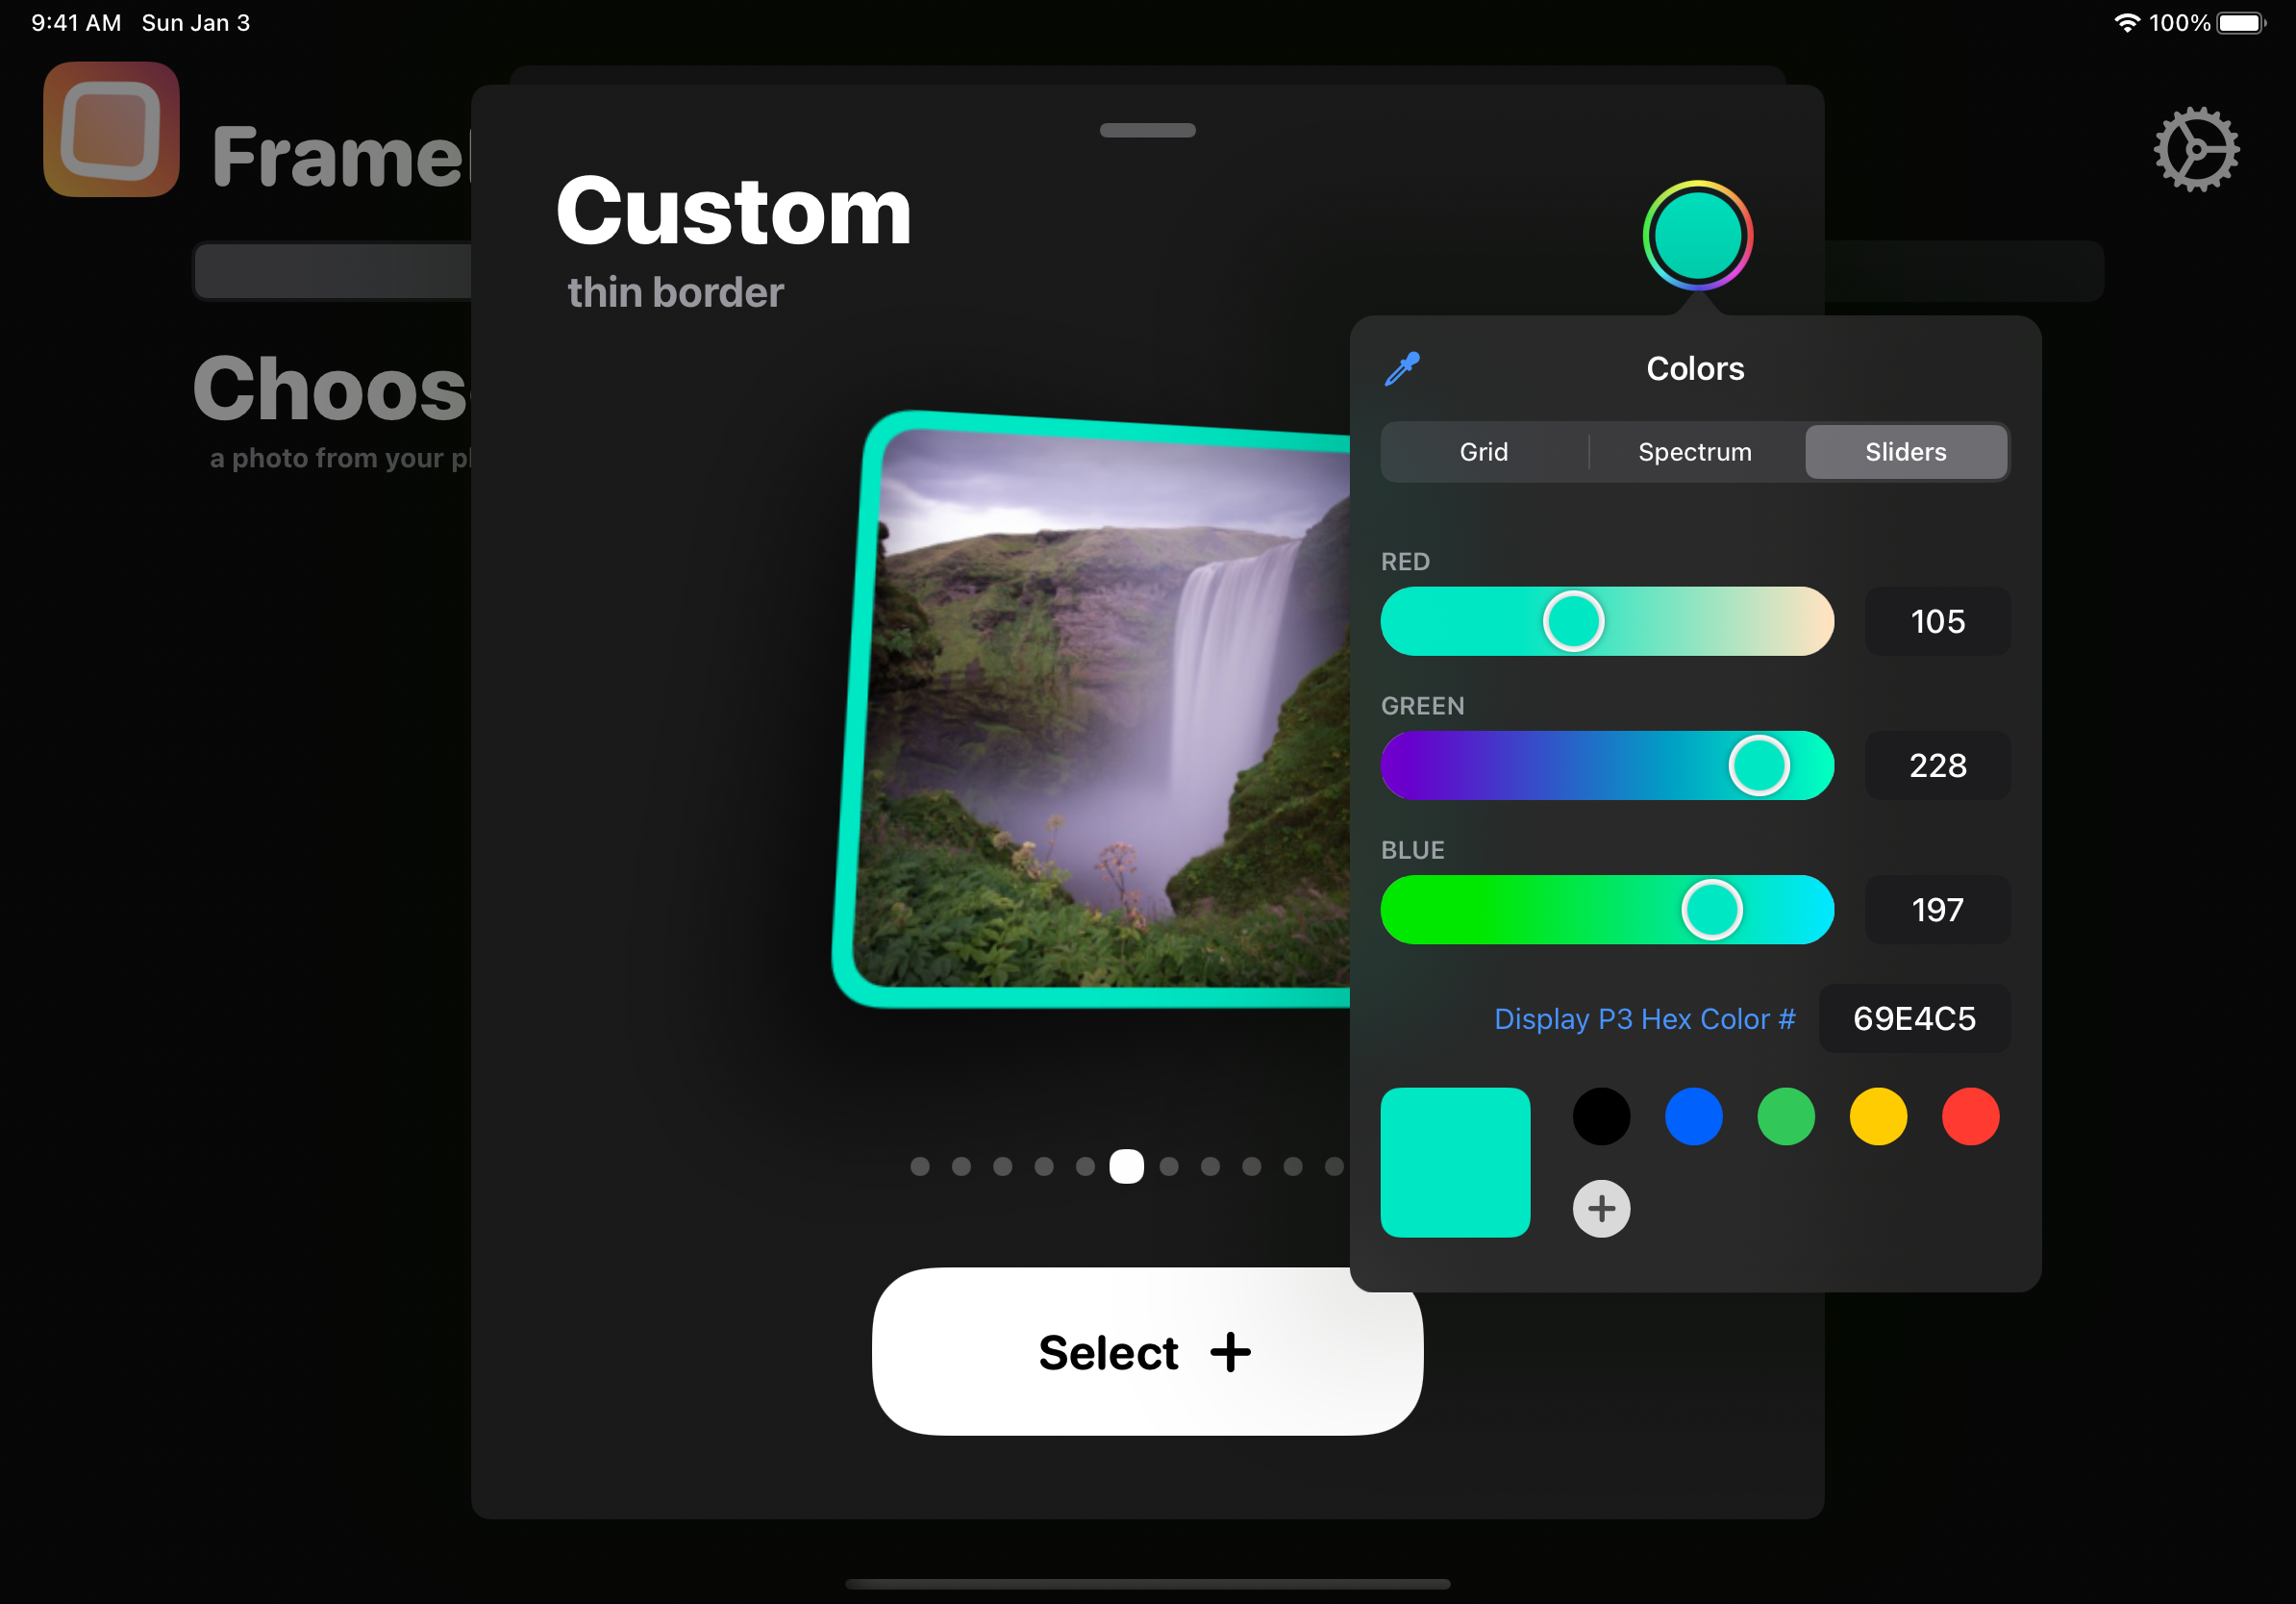 9:41 AM Sun Jan 3
100%
Frame
Custom
thin border
Choos
a photo from your p
Colors
Grid Spectrum Sliders
RED
105
GREEN
228
BLUE
197
Display P3 Hex Color # 69E4C5
Select +